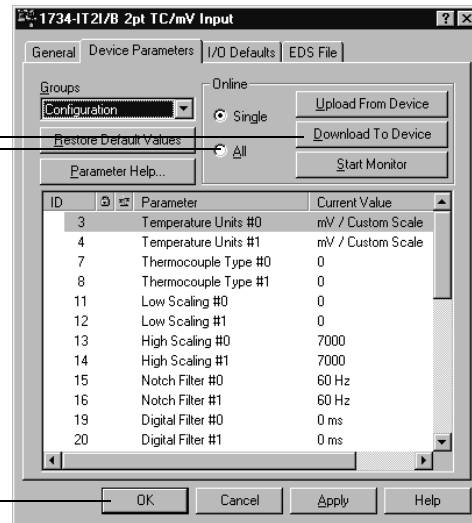 1734-IT2I/B 2pt TC/mV Input
General Device Parameters I/O Defaults EDS File
Groups
Configuration
Restore Default Values
Parameter Help...
Online
Single
All
Upload From Device
Download To Device
Start Monitor
ID Parameter Current Value
3 Temperature Units #0 mV / Custom Scale
4 Temperature Units #1 mV / Custom Scale
7 Thermocouple Type #0 0
8 Thermocouple Type #1 0
11 Low Scaling #0 0
12 Low Scaling #1 0
13 High Scaling #0 7000
14 High Scaling #1 7000
15 Notch Filter #0 60 Hz
16 Notch Filter #1 60 Hz
19 Digital Filter #0 0 ms
20 Digital Filter #1 0 ms
OK Cancel Apply Help